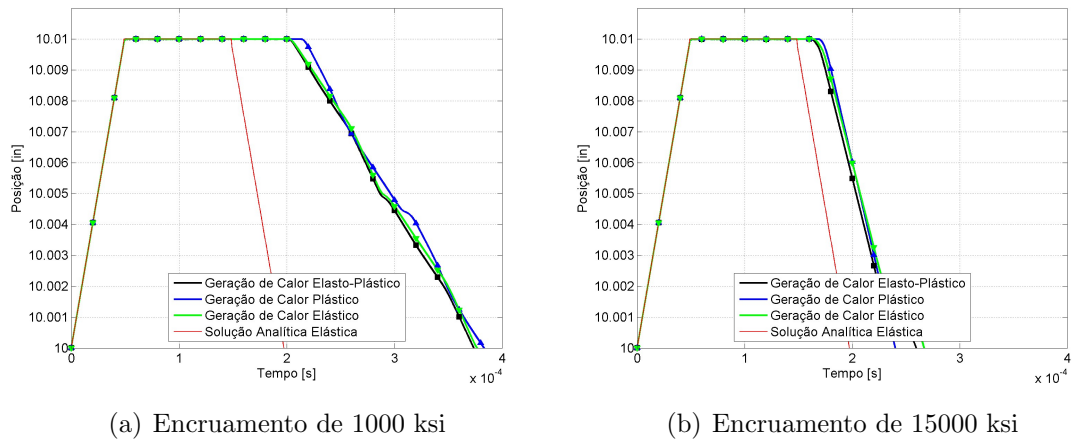 x 10⁻⁴
10.01
10.009
10.008
10.007
10.006
10.005
10.004
10.003
10.002
10.001
10
Posição [in]
Geração de Calor Elasto-Plástico
Geração de Calor Plástico
Geração de Calor Elástico
Solução Analítica Elástica
0 1 2 3 4
Tempo [s]
(a) Encruamento de 1000 ksi
x 10⁻⁴
10.01
10.009
10.008
10.007
10.006
10.005
10.004
10.003
10.002
10.001
10
Posição [in]
Geração de Calor Elasto-Plástico
Geração de Calor Plástico
Geração de Calor Elástico
Solução Analítica Elástica
0 1 2 3 4
Tempo [s]
(b) Encruamento de 15000 ksi